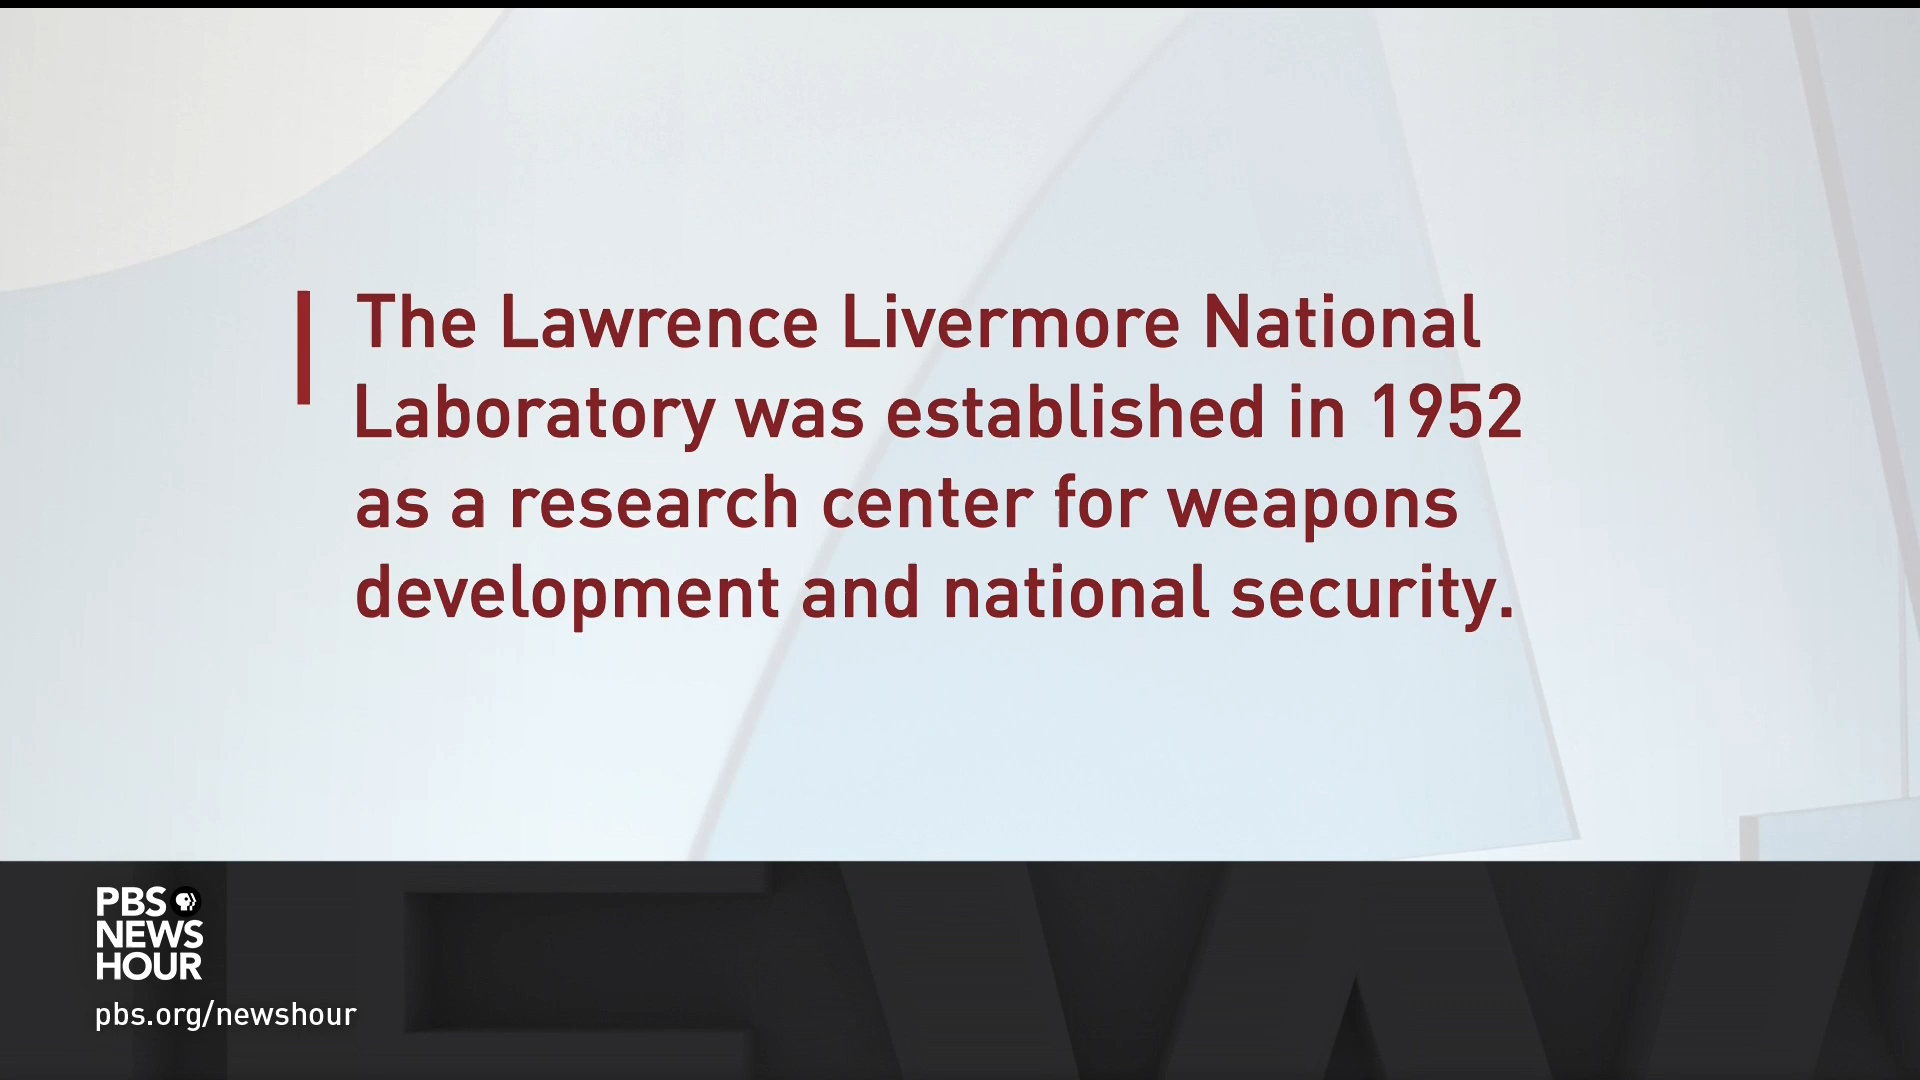 The Lawrence Livermore National
Laboratory was established in 1952
as a research center for weapons
development and national security.
PBS
NEWS
HOUR
pbs.org/newshour